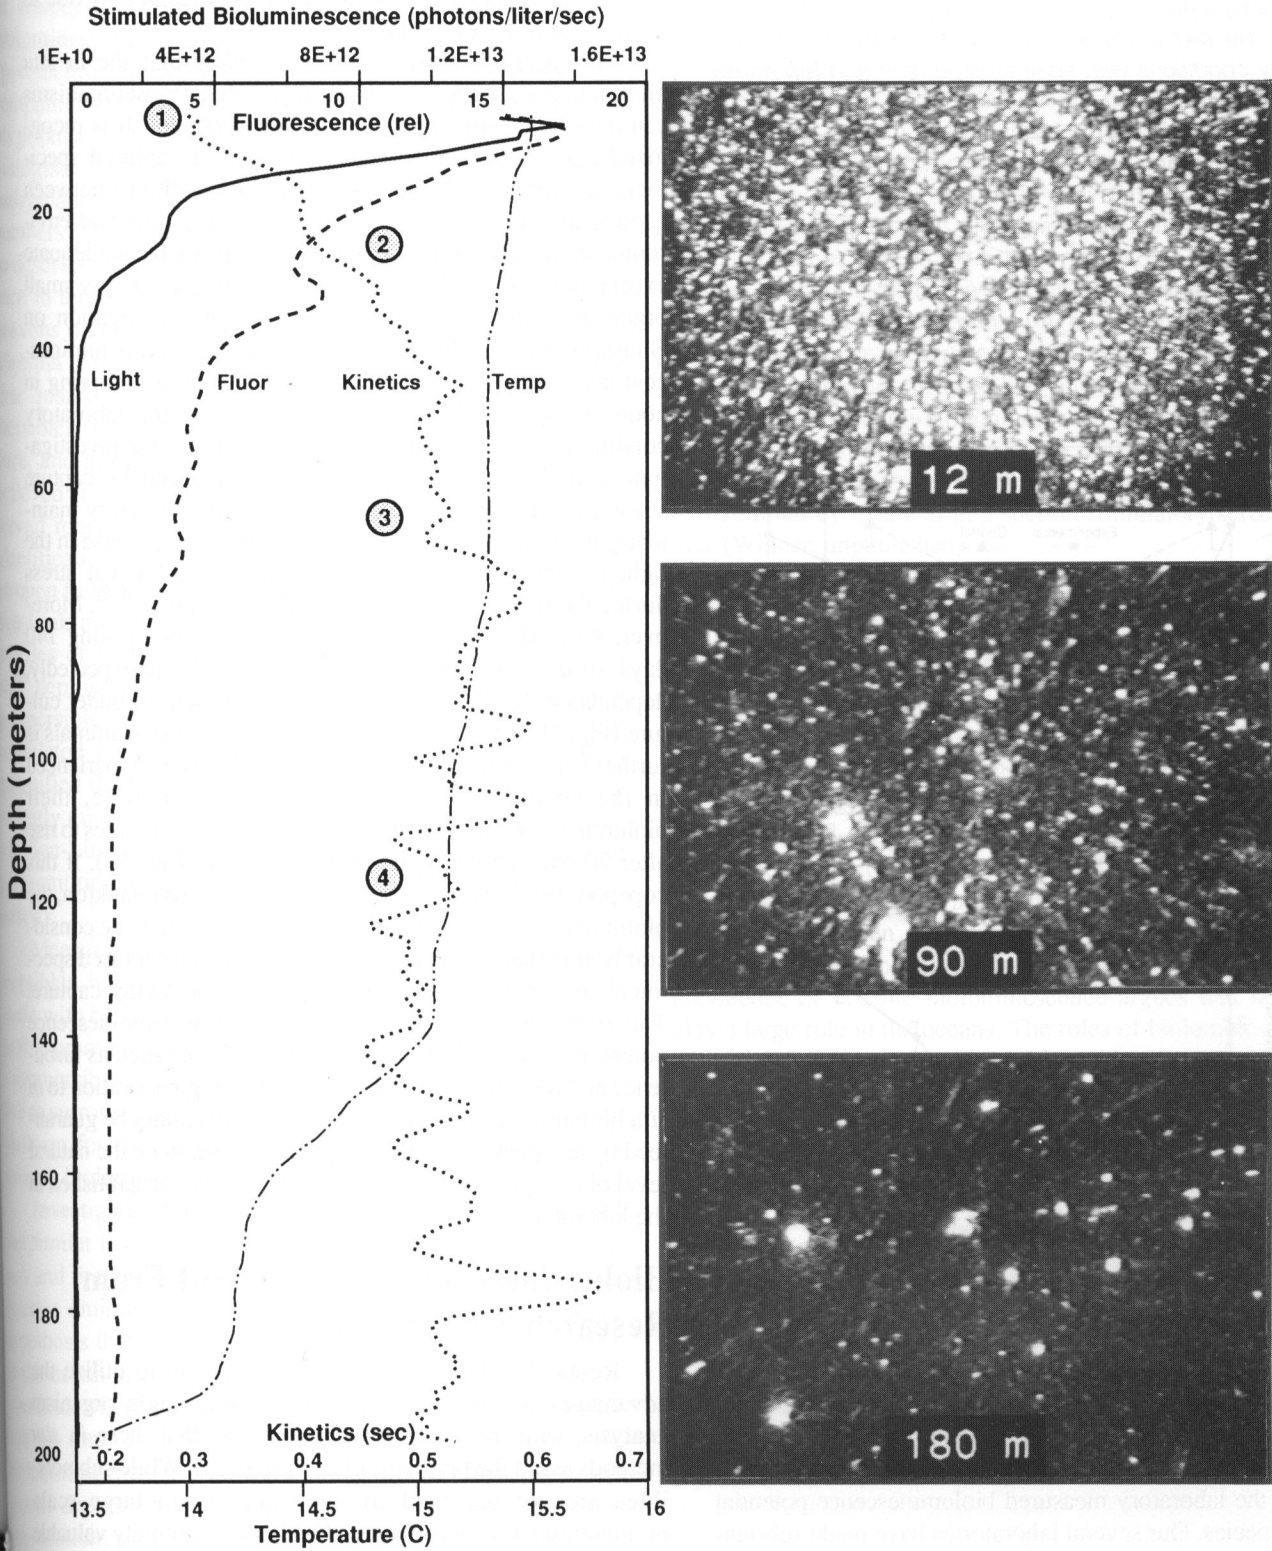 Stimulated Bioluminescence (photons/liter/sec)
1E+10 4E+12 8E+12 1.2E+13 1.6E+13
0 5 10 15 20
1
Fluorescence (rel)
20
2
40
Light Fluor Kinetics Temp
60
3
80
Depth (meters)
100
4
120
140
160
180
200
Kinetics (sec)
0.2 0.3 0.4 0.5 0.6 0.7
13.5 14 14.5 15 15.5 16
Temperature (C)
12 m
90 m
180 m